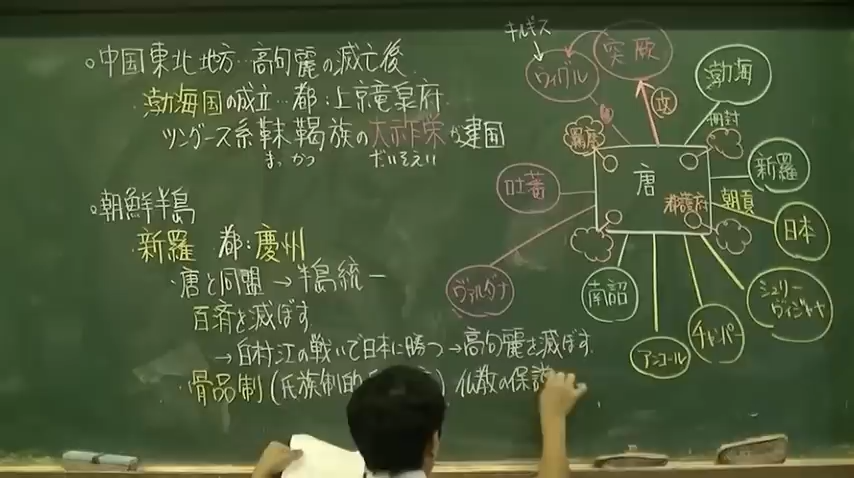 。中国東北地方…高句麗の滅亡後
・渤海国の成立…都:上京竜泉府
ツングース系靺鞨族の大祚栄が建国
まっかつ だいそえい
。朝鮮半島
新羅 都:慶州
・唐と同盟→半島統一
百済を滅ぼす
→白村江の戦いで日本に勝つ→高句麗を滅ぼす
・骨品制(氏族制的 ) 仏教の保護
キルギス
ウイグル
突厥
攻
渤海
冊封
羈縻
唐
都護府
新羅
朝貢
日本
吐蕃
ヴァルダナ
南詔
アンコール
チャンパー
シュリーヴィジャヤ